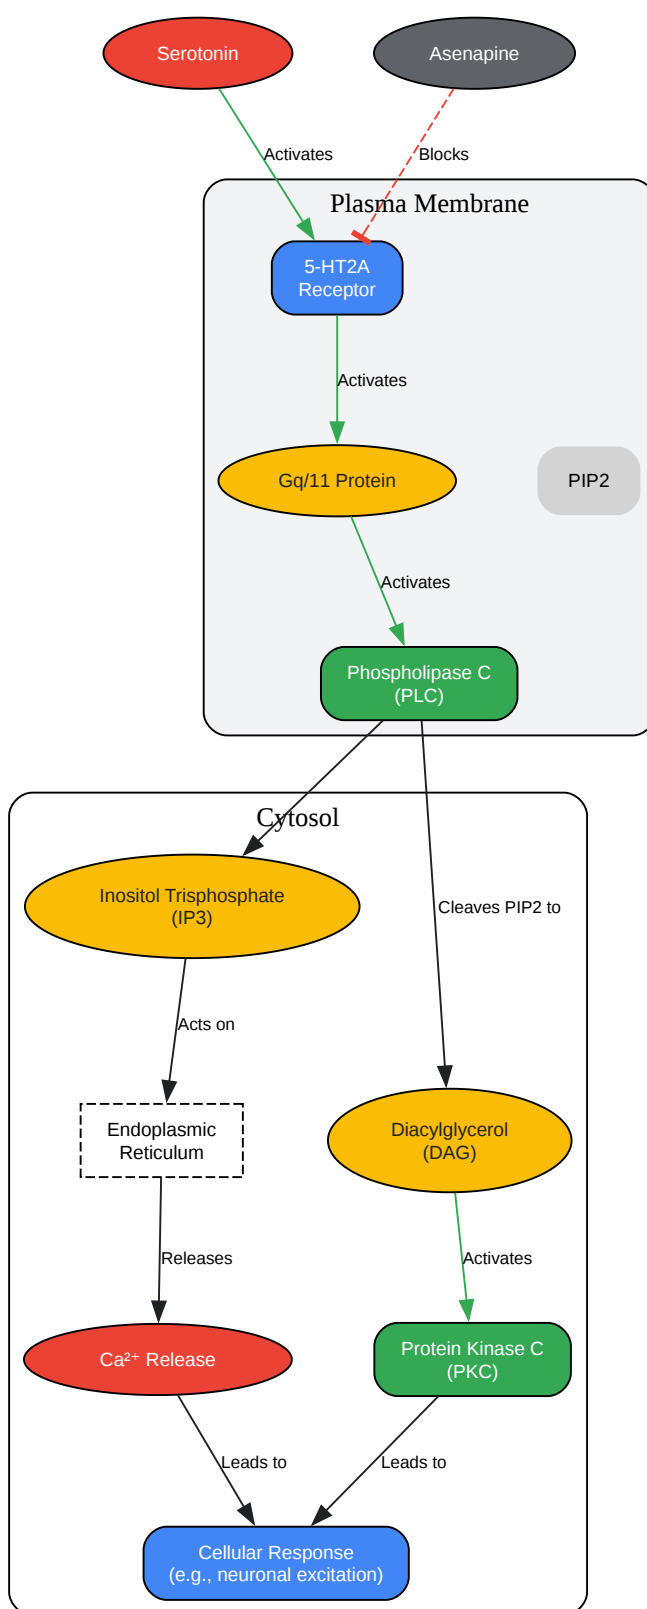 Serotonin
Asenapine
Activates
Blocks
Plasma Membrane
5-HT2A
Receptor
Activates
Gq/11 Protein
PIP2
Activates
Phospholipase C
(PLC)
Cytosol
Inositol Trisphosphate
(IP3)
Cleaves PIP2 to
Acts on
Endoplasmic
Reticulum
Diacylglycerol
(DAG)
Releases
Activates
Ca²⁺ Release
Protein Kinase C
(PKC)
Leads to
Leads to
Cellular Response
(e.g., neuronal excitation)